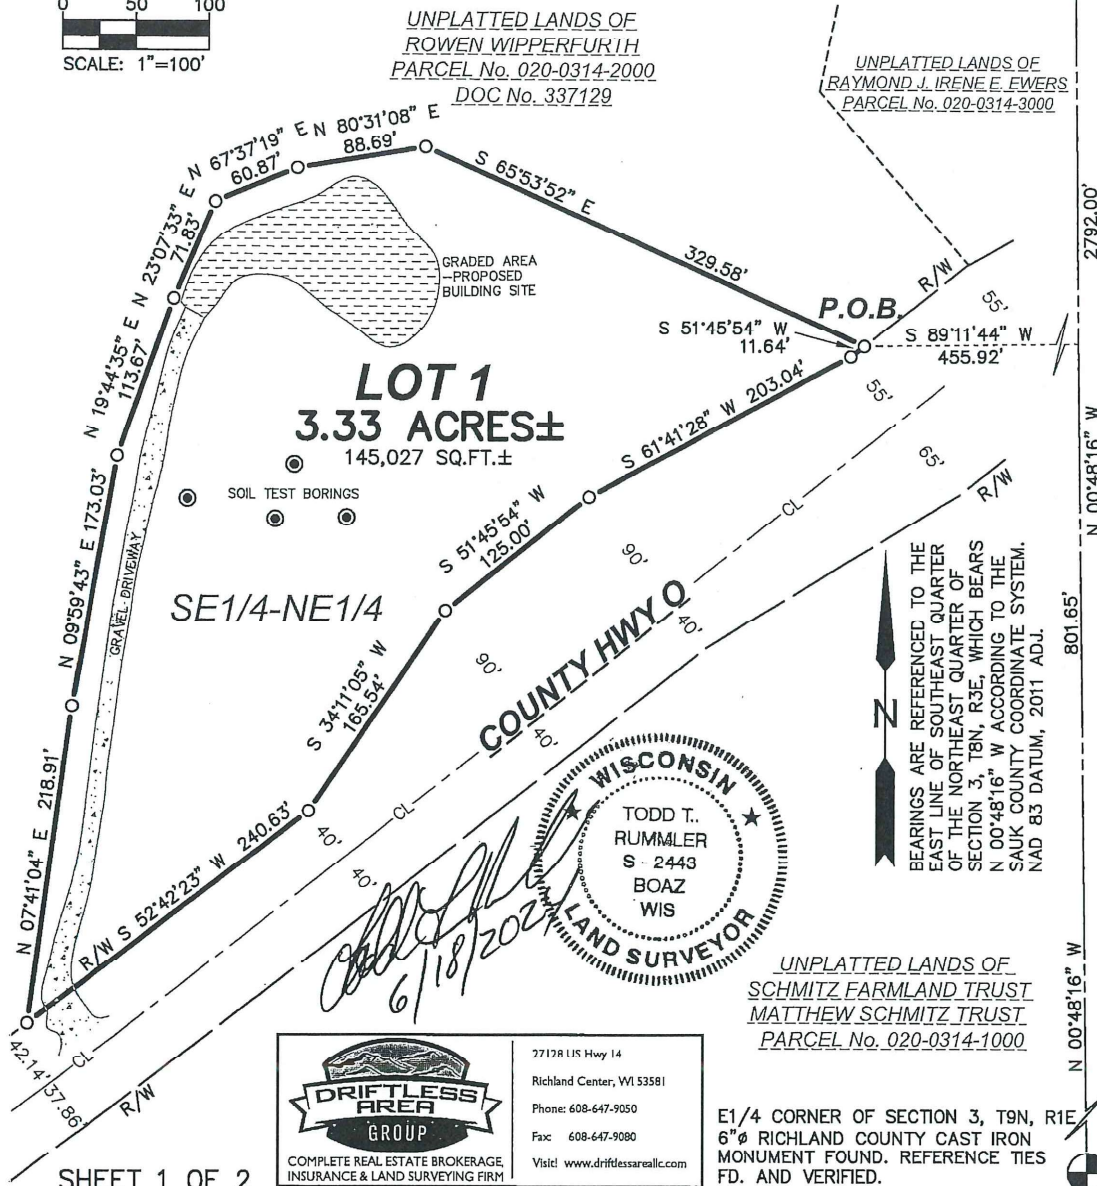 0 50 100
SCALE: 1"=100'
UNPLATTED LANDS OF
ROWEN WIPPERFURTH
PARCEL No. 020-0314-2000
DOC No. 337129
UNPLATTED LANDS OF
RAYMOND J. IRENE E. EWERS
PARCEL No. 020-0314-3000
N 67°37'19" E
60.87'
N 80°31'08" E
88.69'
S 65°53'52" E
329.58'
N 23°07'33" E
71.83'
N 19°44'35" E
113.67'
N 09°59'43" E 173.03'
N 07°41'04" E 218.91'
GRADED AREA
-PROPOSED
BUILDING SITE
P.O.B.
S 51°45'54" W
11.64'
S 89°11'44" W
455.92'
R/W
55'
55'
65'
R/W
2792.00'
N 00°48'16" W
LOT 1
3.33 ACRES±
145,027 SQ.FT.±
SOIL TEST BORINGS
S 61°41'28" W 203.04'
S 51°45'54" W
125.00'
S 34°11'05" W
165.54'
R/W S 52°42'23" W 240.63'
GRAVEL DRIVEWAY
SE1/4-NE1/4
CL
90'
90'
COUNTY HWY Q
40'
40'
CL
40'
40'
CL
42.14'
37.86'
R/W
N
BEARINGS ARE REFERENCED TO THE
EAST LINE OF SOUTHEAST QUARTER
OF THE NORTHEAST QUARTER OF
SECTION 3, T8N, R3E, WHICH BEARS
N 00°48'16" W ACCORDING TO THE
SAUK COUNTY COORDINATE SYSTEM.
NAD 83 DATUM, 2011 ADJ.
801.65'
N 00°48'16" W
WISCONSIN
TODD T.
RUMMLER
S-2443
BOAZ
WIS
LAND SURVEYOR
UNPLATTED LANDS OF
SCHMITZ FARMLAND TRUST
MATTHEW SCHMITZ TRUST
PARCEL No. 020-0314-1000
DRIFTLESS
AREA
GROUP
COMPLETE REAL ESTATE BROKERAGE,
INSURANCE & LAND SURVEYING FIRM
27128 US Hwy 14
Richland Center, WI 53581
Phone: 608-647-9050
Fax: 608-647-9080
Visit! www.driftlessareallc.com
E1/4 CORNER OF SECTION 3, T9N, R1E
6"ø RICHLAND COUNTY CAST IRON
MONUMENT FOUND. REFERENCE TIES
FD. AND VERIFIED.
SHEET 1 OF 2